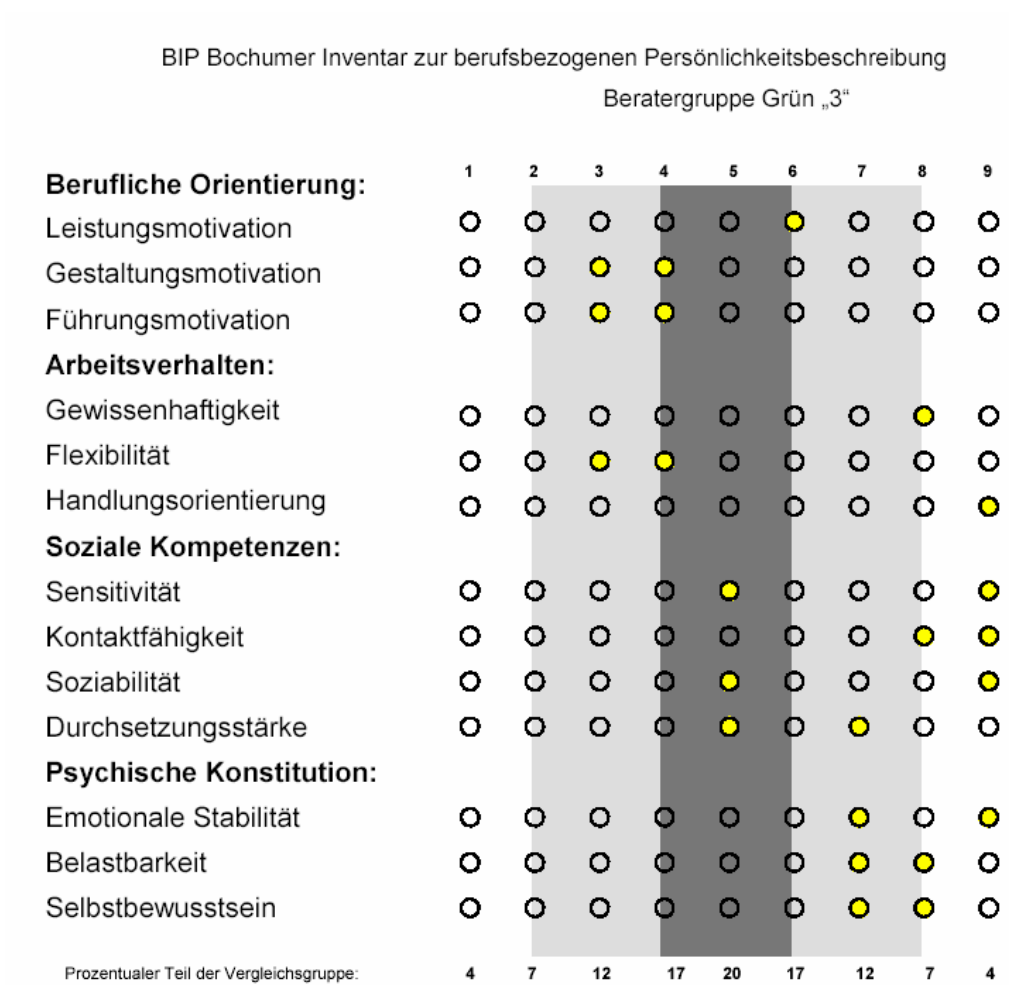 BIP Bochumer Inventar zur berufsbezogenen Persönlichkeitsbeschreibung
Beratergruppe Grün „3“
1 2 3 4 5 6 7 8 9
Berufliche Orientierung:
Leistungsmotivation
Gestaltungsmotivation
Führungsmotivation
Arbeitsverhalten:
Gewissenhaftigkeit
Flexibilität
Handlungsorientierung
Soziale Kompetenzen:
Sensitivität
Kontaktfähigkeit
Soziabilität
Durchsetzungsstärke
Psychische Konstitution:
Emotionale Stabilität
Belastbarkeit
Selbstbewusstsein
Prozentualer Teil der Vergleichsgruppe: 4 7 12 17 20 17 12 7 4